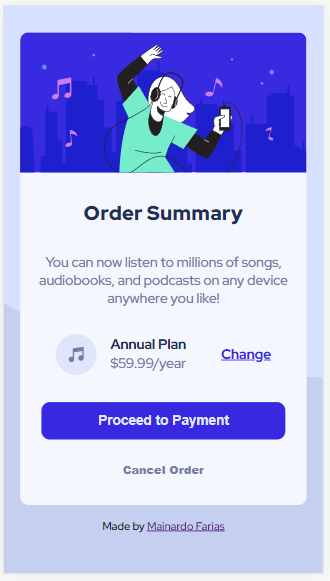 Order Summary
You can now listen to millions of songs,
audiobooks, and podcasts on any device
anywhere you like!
Annual Plan
$59.99/year
Change
Proceed to Payment
Cancel Order
Made by Mainardo Farias